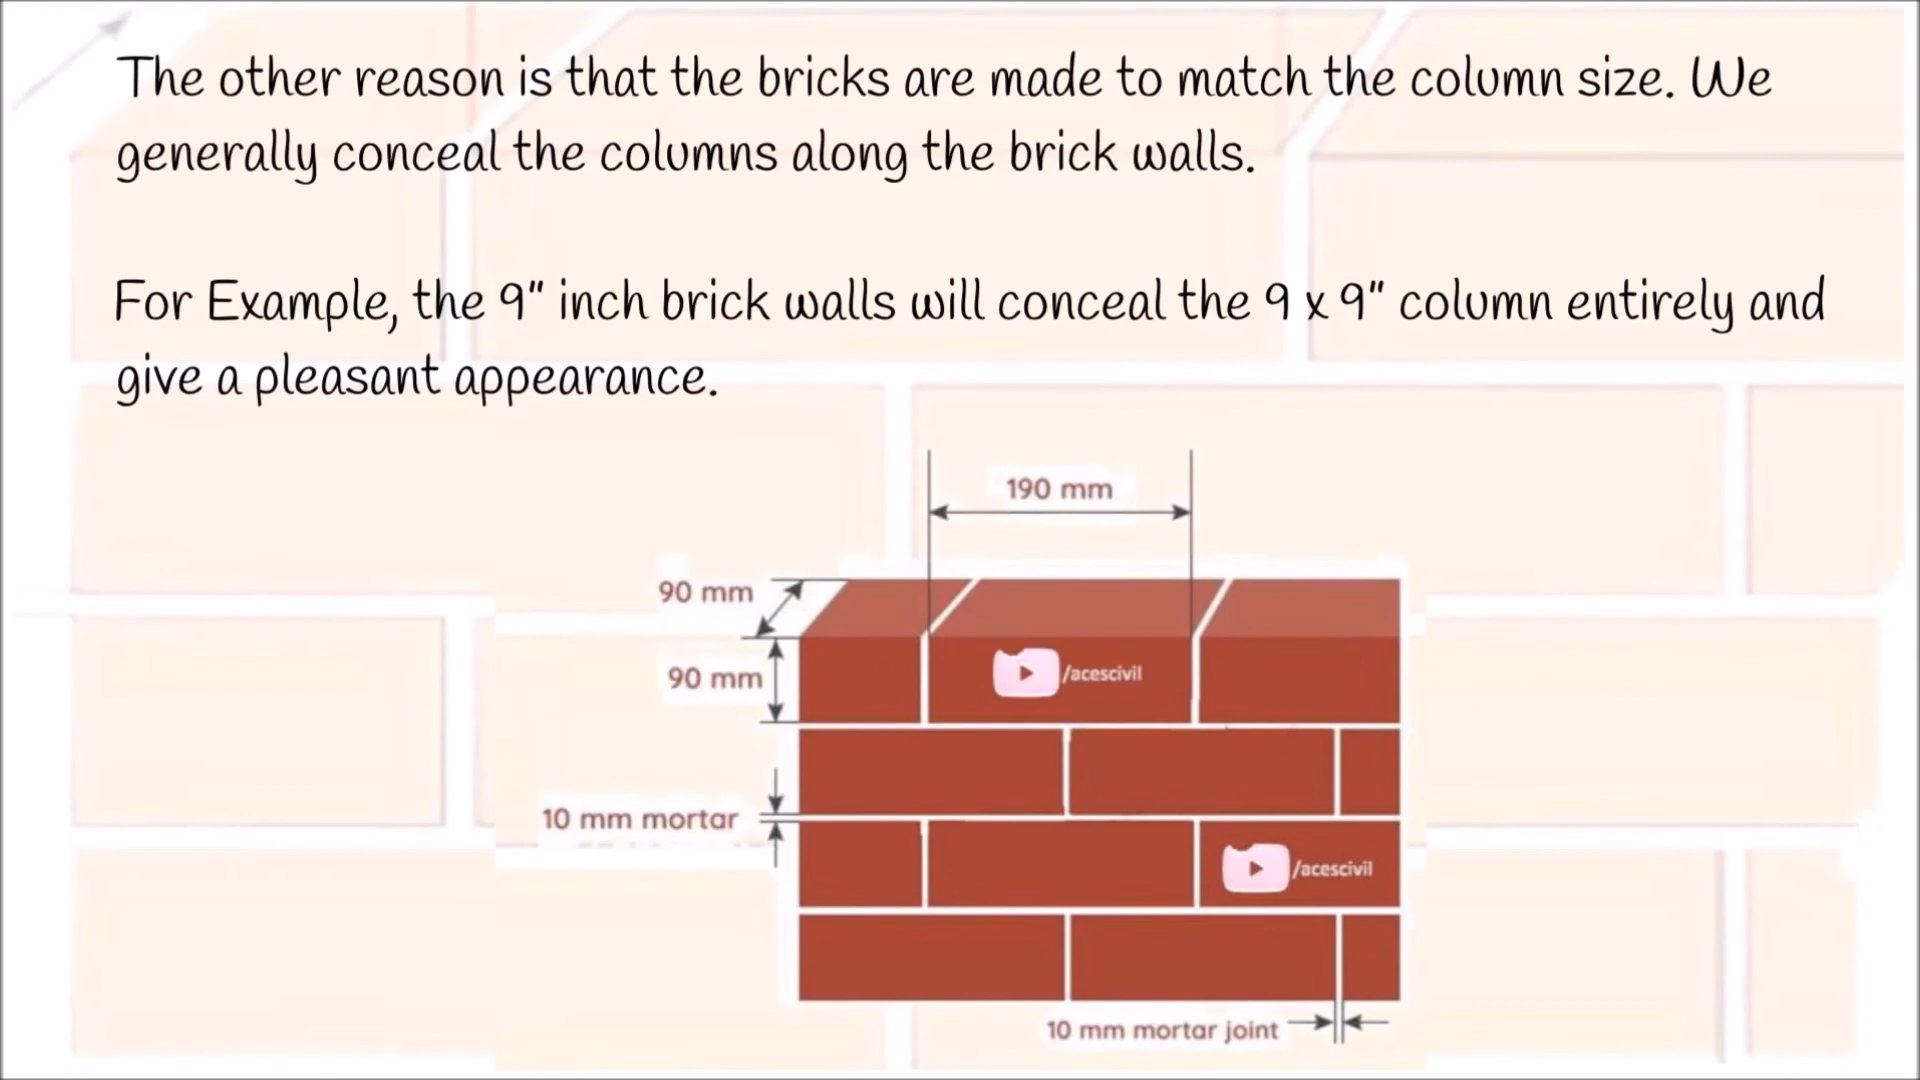 The other reason is that the bricks are made to match the column size. We
generally conceal the columns along the brick walls.
For Example, the 9" inch brick walls will conceal the 9 x 9" column entirely and
give a pleasant appearance.
190 mm
90 mm
90 mm
/acescivil
10 mm mortar
/acescivil
10 mm mortar joint